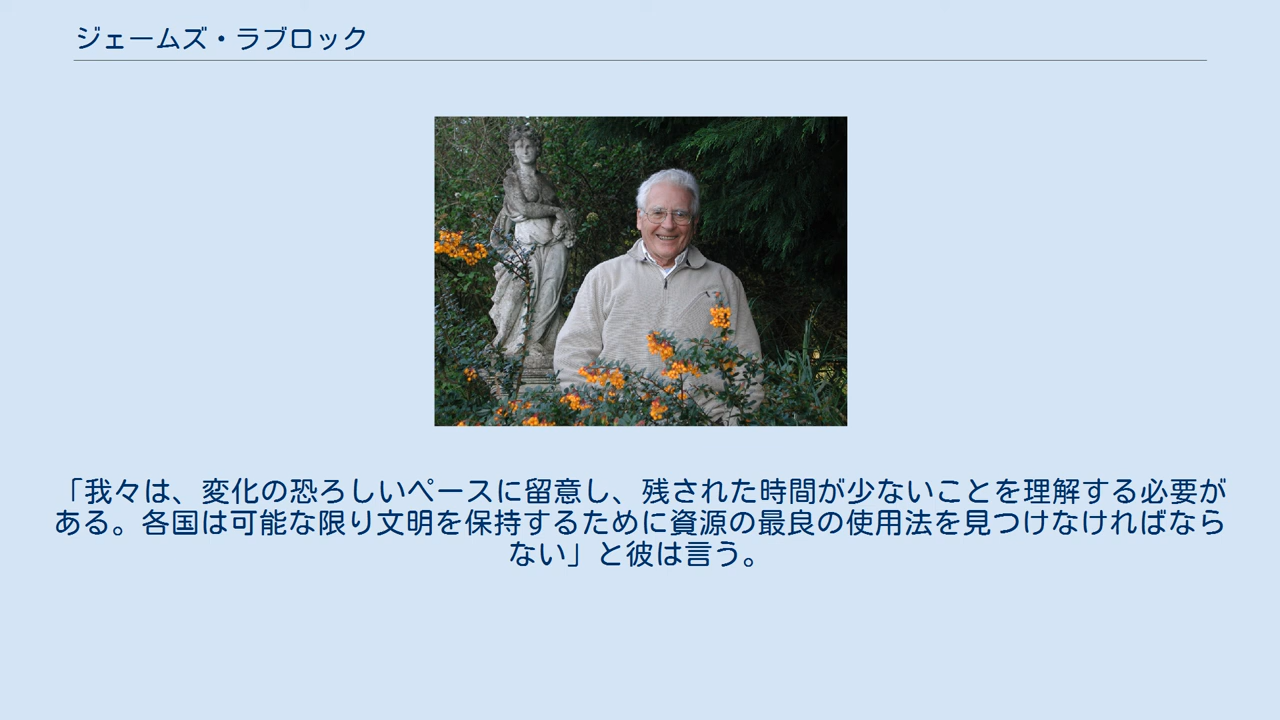 ジェームズ・ラブロック
「我々は、変化の恐ろしいペースに留意し、残された時間が少ないことを理解する必要が
ある。各国は可能な限り文明を保持するために資源の最良の使用法を見つけなければなら
ない」と彼は言う。